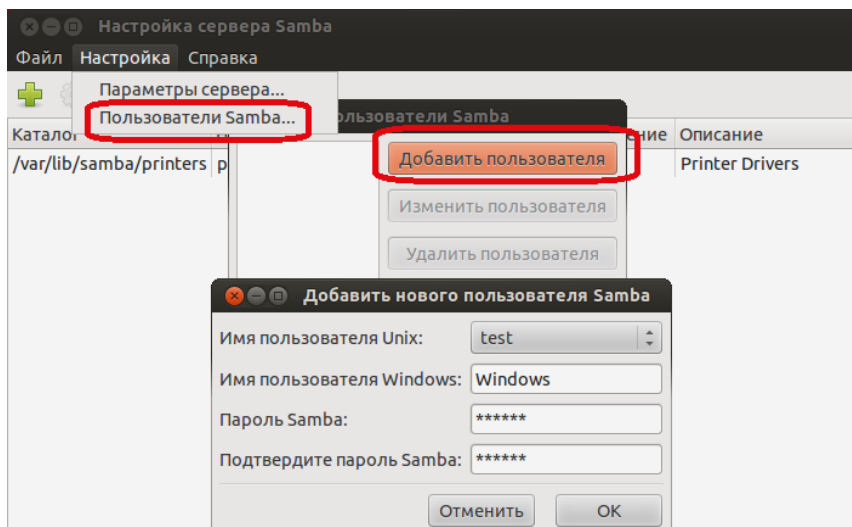 Настройка сервера Samba
Файл Настройка Справка
Параметры сервера...
Пользователи Samba...
ользователи Samba
Каталог ние Описание
/var/lib/samba/printers p Printer Drivers
Добавить пользователя
Изменить пользователя
Удалить пользователя
Добавить нового пользователя Samba
Имя пользователя Unix: test
Имя пользователя Windows: Windows
Пароль Samba: ******
Подтвердите пароль Samba: ******
Отменить OK